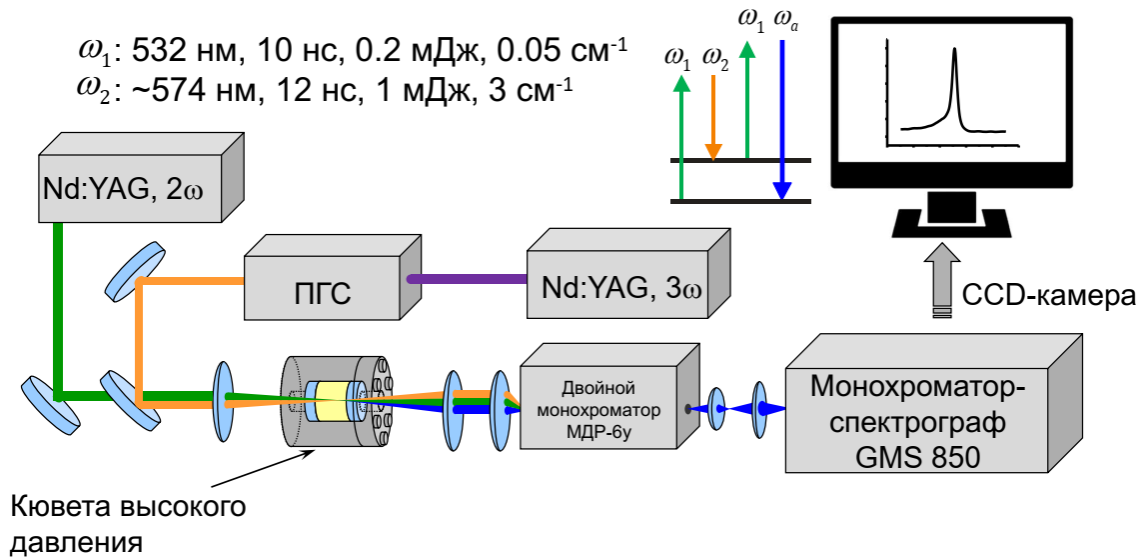 ω₁: 532 нм, 10 нс, 0.2 мДж, 0.05 см⁻¹
ω₂: ~574 нм, 12 нс, 1 мДж, 3 см⁻¹
ω₁ ω₂ ω₁ ωₐ
Nd:YAG, 2ω
ПГС
Nd:YAG, 3ω
CCD-камера
Двойной
монохроматор
МДР-6у
Монохроматор-
спектрограф
GMS 850
Кювета высокого
давления